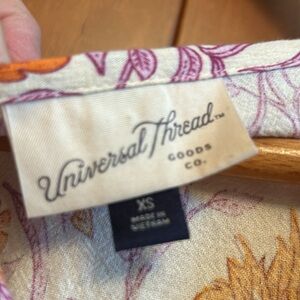 Universal Thread™
GOODS
CO.
XS
MADE IN
VIETNAM